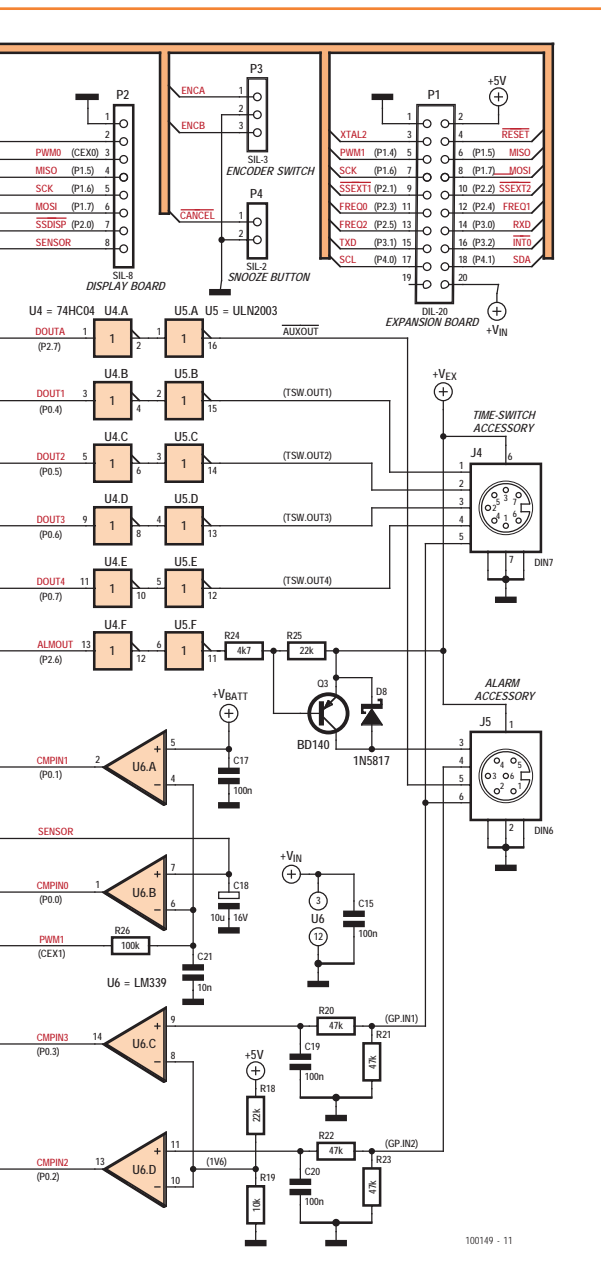 P2
1
2
PWM0 (CEX0) 3
MISO (P1.5) 4
SCK (P1.6) 5
MOSI (P1.7) 6
SSDISP (P2.0) 7
SENSOR 8
SIL-8
DISPLAY BOARD
P3
ENCA 1
2
ENCB 3
SIL-3
ENCODER SWITCH
P4
CANCEL 1
2
SIL-2
SNOOZE BUTTON
P1
+5V
1 2
XTAL2 3 4 RESET
PWM1 (P1.4) 5 6 (P1.5) MISO
SCK (P1.6) 7 8 (P1.7) MOSI
SSEXT1 (P2.1) 9 10 (P2.2) SSEXT2
FREQ0 (P2.3) 11 12 (P2.4) FREQ1
FREQ2 (P2.5) 13 14 (P3.0) RXD
TXD (P3.1) 15 16 (P3.2) INT0
SCL (P4.0) 17 18 (P4.1) SDA
19 20
DIL-20
EXPANSION BOARD
+VIN
U4 = 74HC04 U4.A U5.A U5 = ULN2003
DOUTA 1 1 2 1 1 16 AUXOUT
(P2.7)
U4.B U5.B
DOUT1 3 1 4 2 1 15 (TSW.OUT1)
(P0.4)
U4.C U5.C
DOUT2 5 1 6 3 1 14 (TSW.OUT2)
(P0.5)
U4.D U5.D
DOUT3 9 1 8 4 1 13 (TSW.OUT3)
(P0.6)
U4.E U5.E
DOUT4 11 1 10 5 1 12 (TSW.OUT4)
(P0.7)
U4.F U5.F
ALMOUT 13 1 12 6 1 11
(P2.6)
R24
4k7
R25
22k
Q3
BD140
D8
1N5817
+VEX
TIME-SWITCH
ACCESSORY
J4
6
1
2
3
4
5
5 3 7
2
4 1 6
7
DIN7
ALARM
ACCESSORY
J5
1
3
4
5
6
4 5
3 6
2 1
2
DIN6
+VBATT
5
CMPIN1 2 U6.A
(P0.1)
4
C17
100n
SENSOR
7
CMPIN0 1 U6.B
(P0.0)
6
C18
10u 16V
PWM1
(CEX1)
R26
100k
C21
10n
U6 = LM339
+VIN
3
U6
12
C15
100n
9
CMPIN3 14 U6.C
(P0.3)
8
R20
47k
(GP.IN1)
C19
100n
R21
47k
+5V
R18
22k
11
CMPIN2 13 U6.D (1V6)
(P0.2)
10
R19
10k
R22
47k
(GP.IN2)
C20
100n
R23
47k
100149 - 11